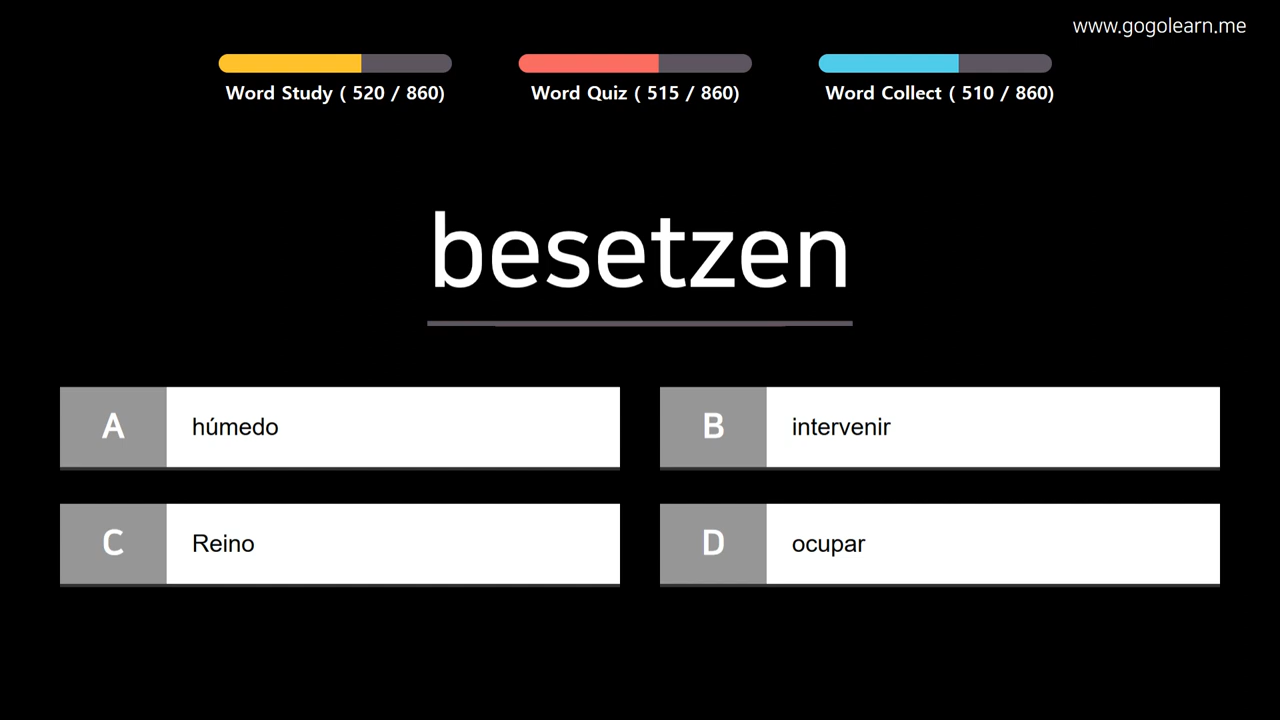 www.gogolearn.me
Word Study ( 520 / 860)
Word Quiz ( 515 / 860)
Word Collect ( 510 / 860)
besetzen
A húmedo
B intervenir
C Reino
D ocupar